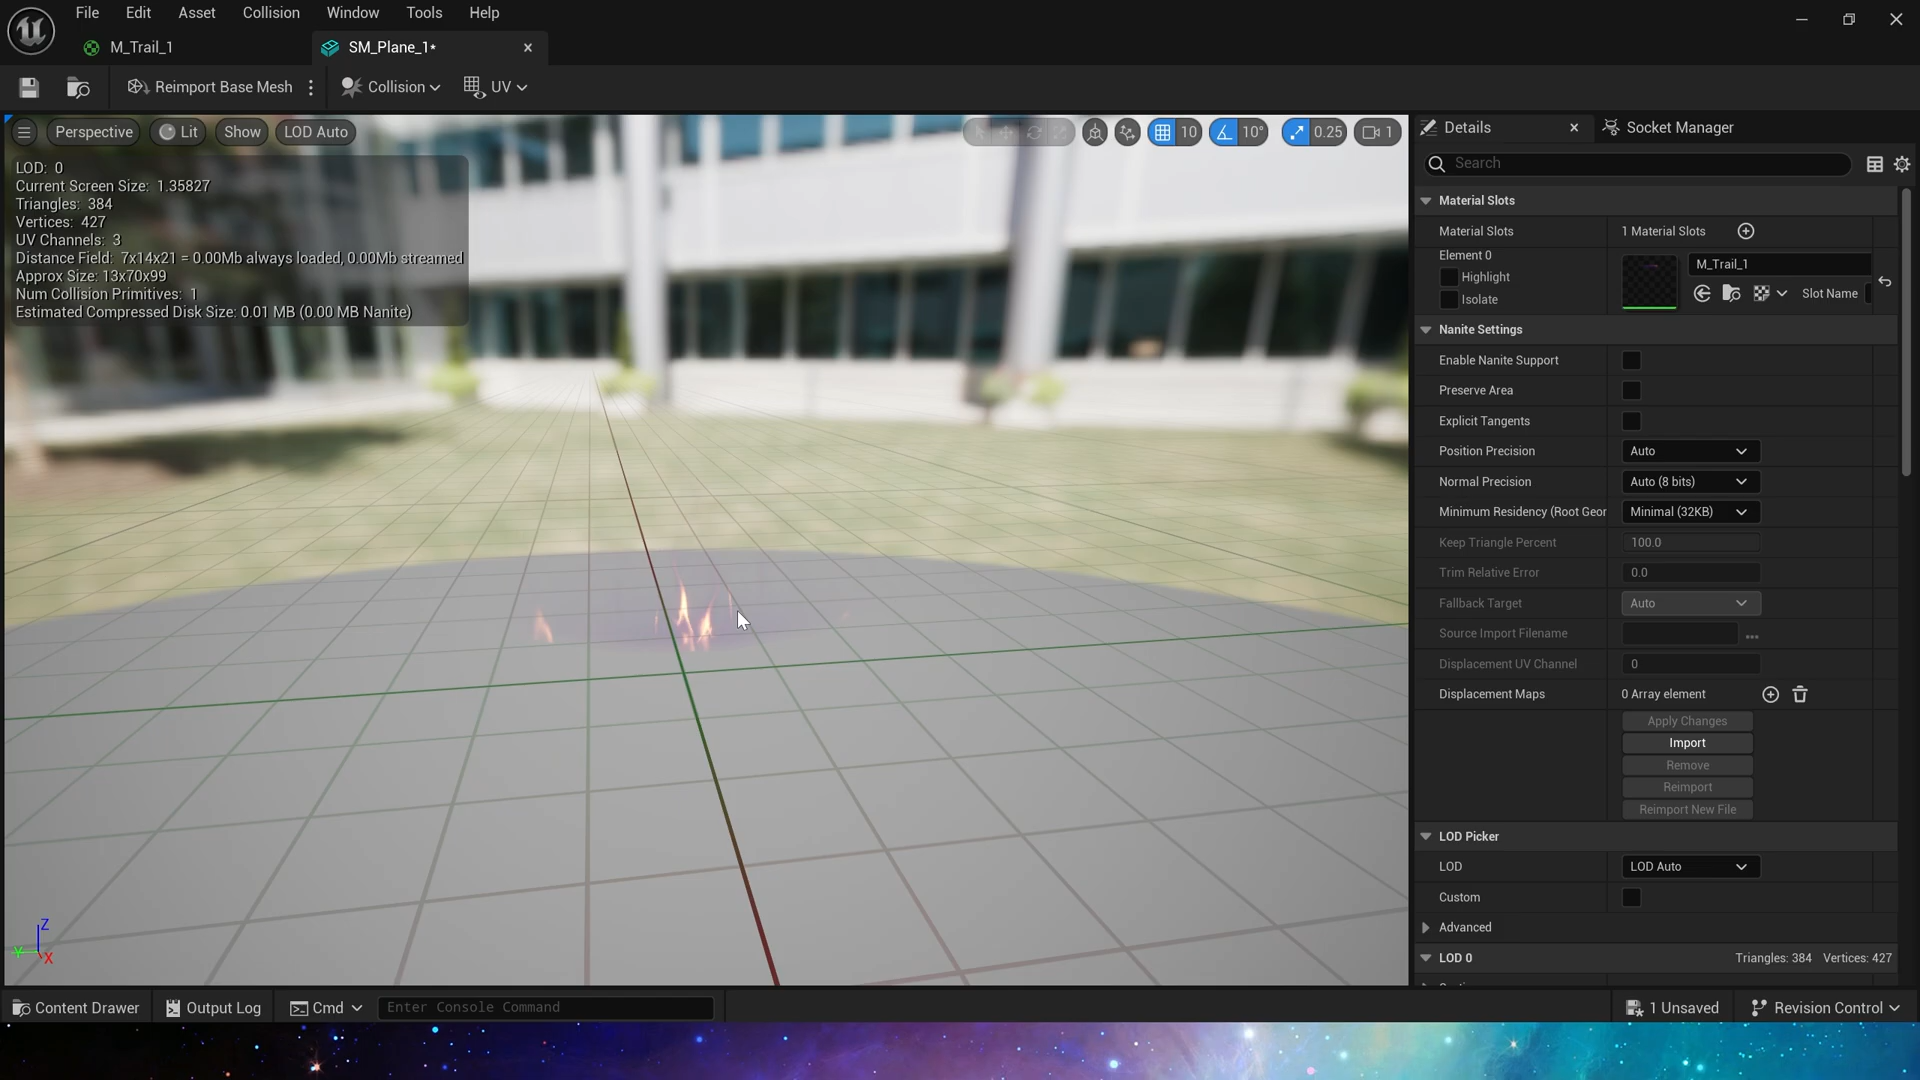 File Edit Asset Collision Window Tools Help
M_Trail_1
SM_Plane_1*
Reimport Base Mesh
Collision
UV
Perspective
Lit
Show
LOD Auto
10
10°
0.25
1
LOD: 0
Current Screen Size: 1.35827
Triangles: 384
Vertices: 427
UV Channels: 3
Distance Field: 7x14x21 = 0.00Mb always loaded, 0.00Mb streamed
Approx Size: 13x70x99
Num Collision Primitives: 1
Estimated Compressed Disk Size: 0.01 MB (0.00 MB Nanite)
Z
Y
X
Details
Socket Manager
Search
Material Slots
Material Slots 1 Material Slots
Element 0
Highlight
Isolate
M_Trail_1
Slot Name
Nanite Settings
Enable Nanite Support
Preserve Area
Explicit Tangents
Position Precision Auto
Normal Precision Auto (8 bits)
Minimum Residency (Root Geor Minimal (32KB)
Keep Triangle Percent 100.0
Trim Relative Error 0.0
Fallback Target Auto
Source Import Filename ...
Displacement UV Channel 0
Displacement Maps 0 Array element
Apply Changes
Import
Remove
Reimport
Reimport New File
LOD Picker
LOD LOD Auto
Custom
Advanced
LOD 0 Triangles: 384 Vertices: 427
Content Drawer
Output Log
Cmd
Enter Console Command
1 Unsaved
Revision Control